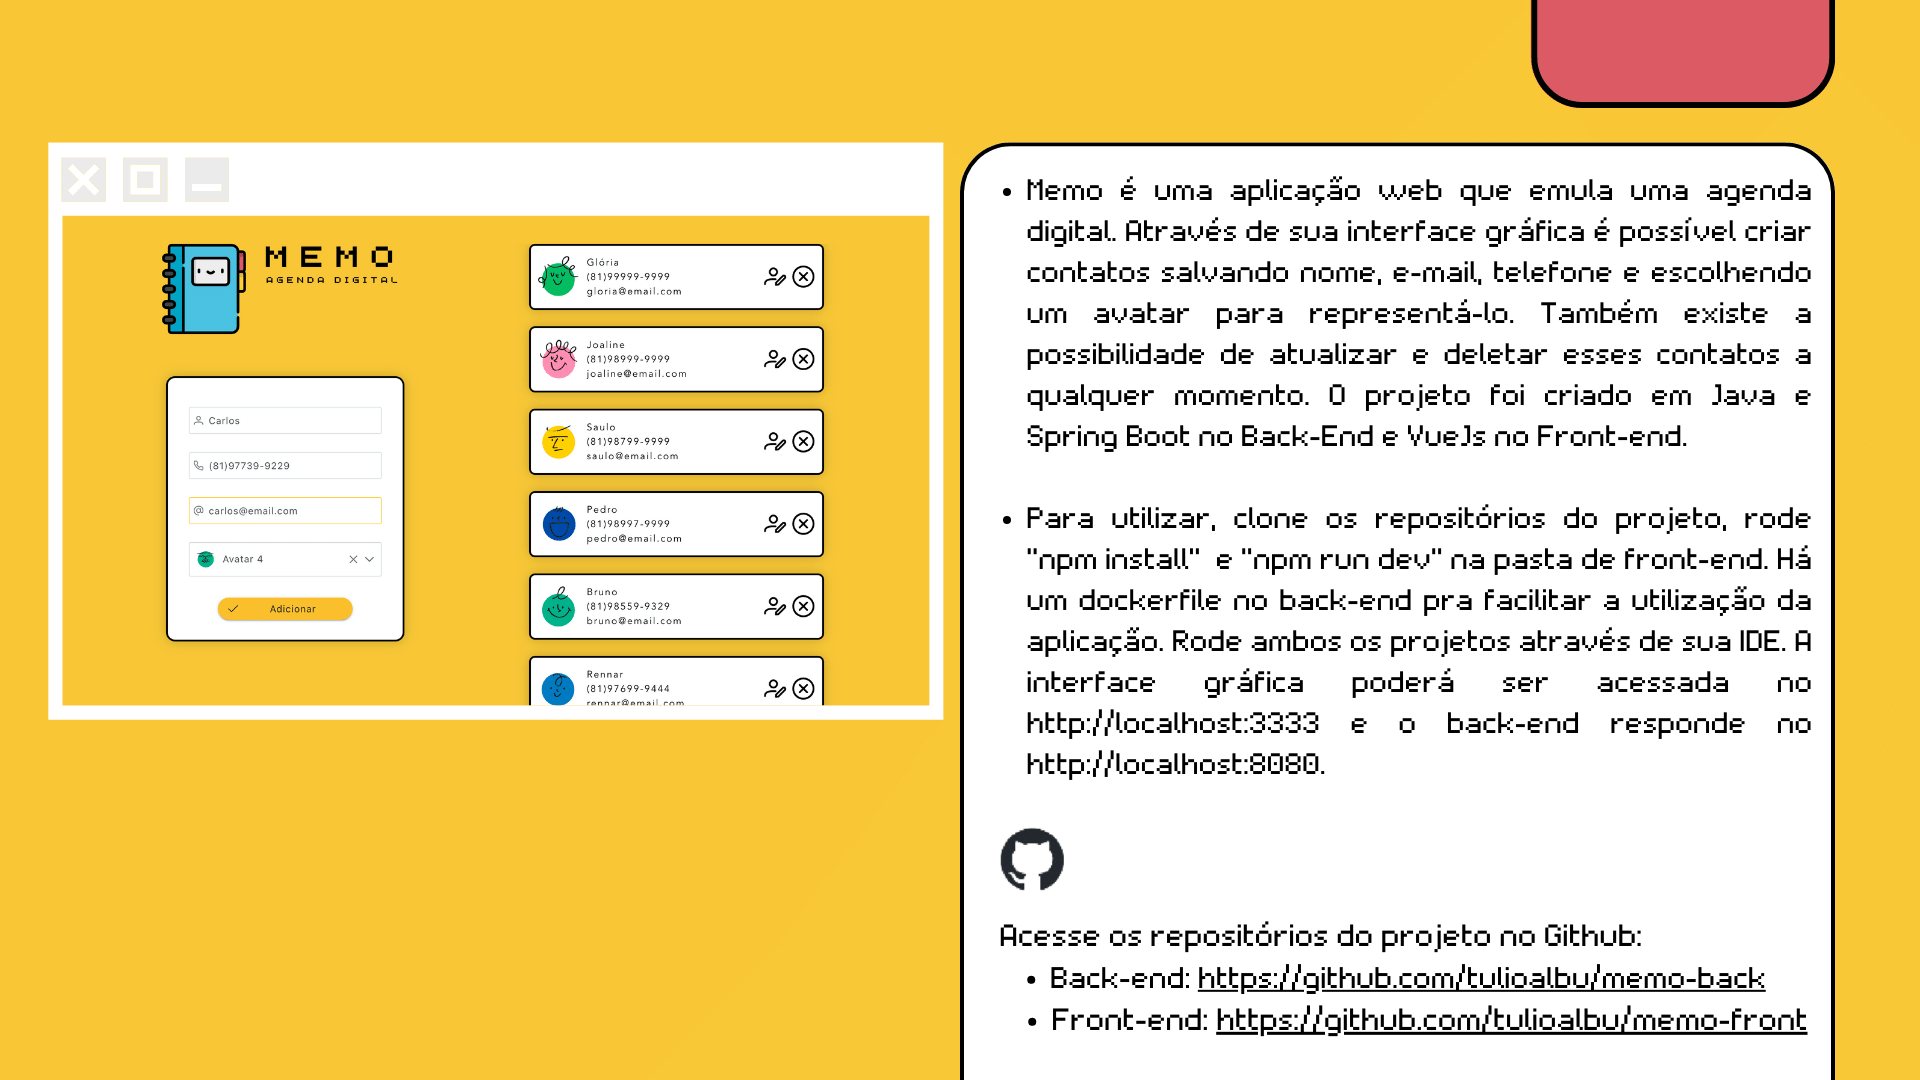 MEMO
AGENDA DIGITAL
Carlos
(81)97739-9229
@ carlos@email.com
Avatar 4
Adicionar
Glória
(81)99999-9999
gloria@email.com
Joaline
(81)98999-9999
joaline@email.com
Saulo
(81)98799-9999
saulo@email.com
Pedro
(81)98997-9999
pedro@email.com
Bruno
(81)98559-9329
bruno@email.com
Rennar
(81)97699-9444
rennar@email.com
• Memo é uma aplicação web que emula uma agenda
digital. Através de sua interface gráfica é possível criar
contatos salvando nome, e-mail, telefone e escolhendo
um avatar para representá-lo. Também existe a
possibilidade de atualizar e deletar esses contatos a
qualquer momento. O projeto foi criado em Java e
Spring Boot no Back-End e VueJs no Front-end.
• Para utilizar, clone os repositórios do projeto, rode
"npm install" e "npm run dev" na pasta de front-end. Há
um dockerfile no back-end pra facilitar a utilização da
aplicação. Rode ambos os projetos através de sua IDE. A
interface gráfica poderá ser acessada no
http://localhost:3333 e o back-end responde no
http://localhost:8080.
Acesse os repositórios do projeto no Github:
• Back-end: https://github.com/tulioalbu/memo-back
• Front-end: https://github.com/tulioalbu/memo-front